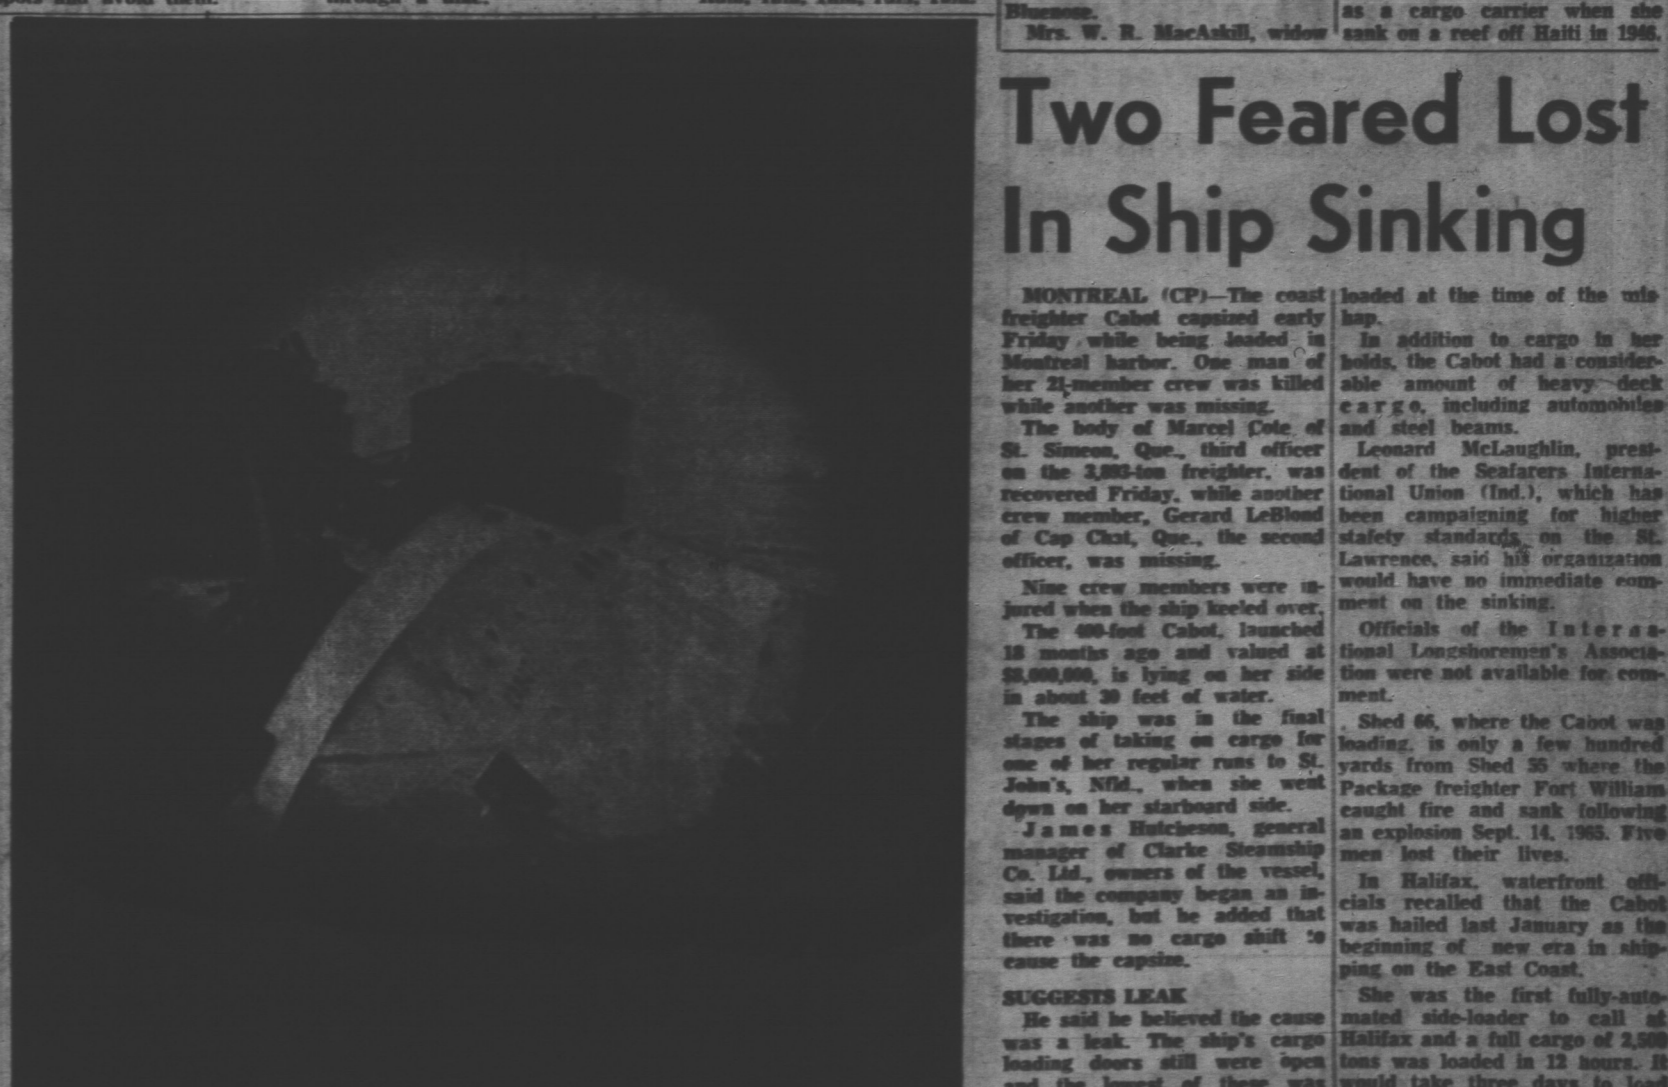 Bluenose.
Mrs. W. R. MacAskill, widow
as a cargo carrier when she
sank on a reef off Haiti in 1946.
Two Feared Lost
In Ship Sinking
MONTREAL (CP)—The coast
freighter Cabot capsized early
Friday while being loaded in
Montreal harbor. One man of
her 21-member crew was killed
while another was missing.
The body of Marcel Cote of
St. Simeon, Que., third officer
on the 3,893-ton freighter, was
recovered Friday, while another
crew member, Gerard LeBlond
of Cap Chat, Que., the second
officer, was missing.
Nine crew members were in-
jured when the ship keeled over.
The 400-foot Cabot, launched
18 months ago and valued at
$8,000,000, is lying on her side
in about 30 feet of water.
The ship was in the final
stages of taking on cargo for
one of her regular runs to St.
John's, Nfld., when she went
down on her starboard side.
James Hutcheson, general
manager of Clarke Steamship
Co. Ltd., owners of the vessel,
said the company began an in-
vestigation, but he added that
there was no cargo shift to
cause the capsize.
SUGGESTS LEAK
He said he believed the cause
was a leak. The ship's cargo
loading doors still were open
and the lowest of these was
loaded at the time of the mis-
hap.
In addition to cargo in her
holds, the Cabot had a consider-
able amount of heavy deck
cargo, including automobiles
and steel beams.
Leonard McLaughlin, presi-
dent of the Seafarers Interna-
tional Union (Ind.), which has
been campaigning for higher
stafety standards on the St.
Lawrence, said his organization
would have no immediate com-
ment on the sinking.
Officials of the Interna-
tional Longshoremen's Associa-
tion were not available for com-
ment.
Shed 66, where the Cabot was
loading, is only a few hundred
yards from Shed 55 where the
Package freighter Fort William
caught fire and sank following
an explosion Sept. 14, 1965. Five
men lost their lives.
In Halifax, waterfront offi-
cials recalled that the Cabot
was hailed last January as the
beginning of new era in ship-
ping on the East Coast.
She was the first fully-auto-
mated side-loader to call at
Halifax and a full cargo of 2,500
tons was loaded in 12 hours. It